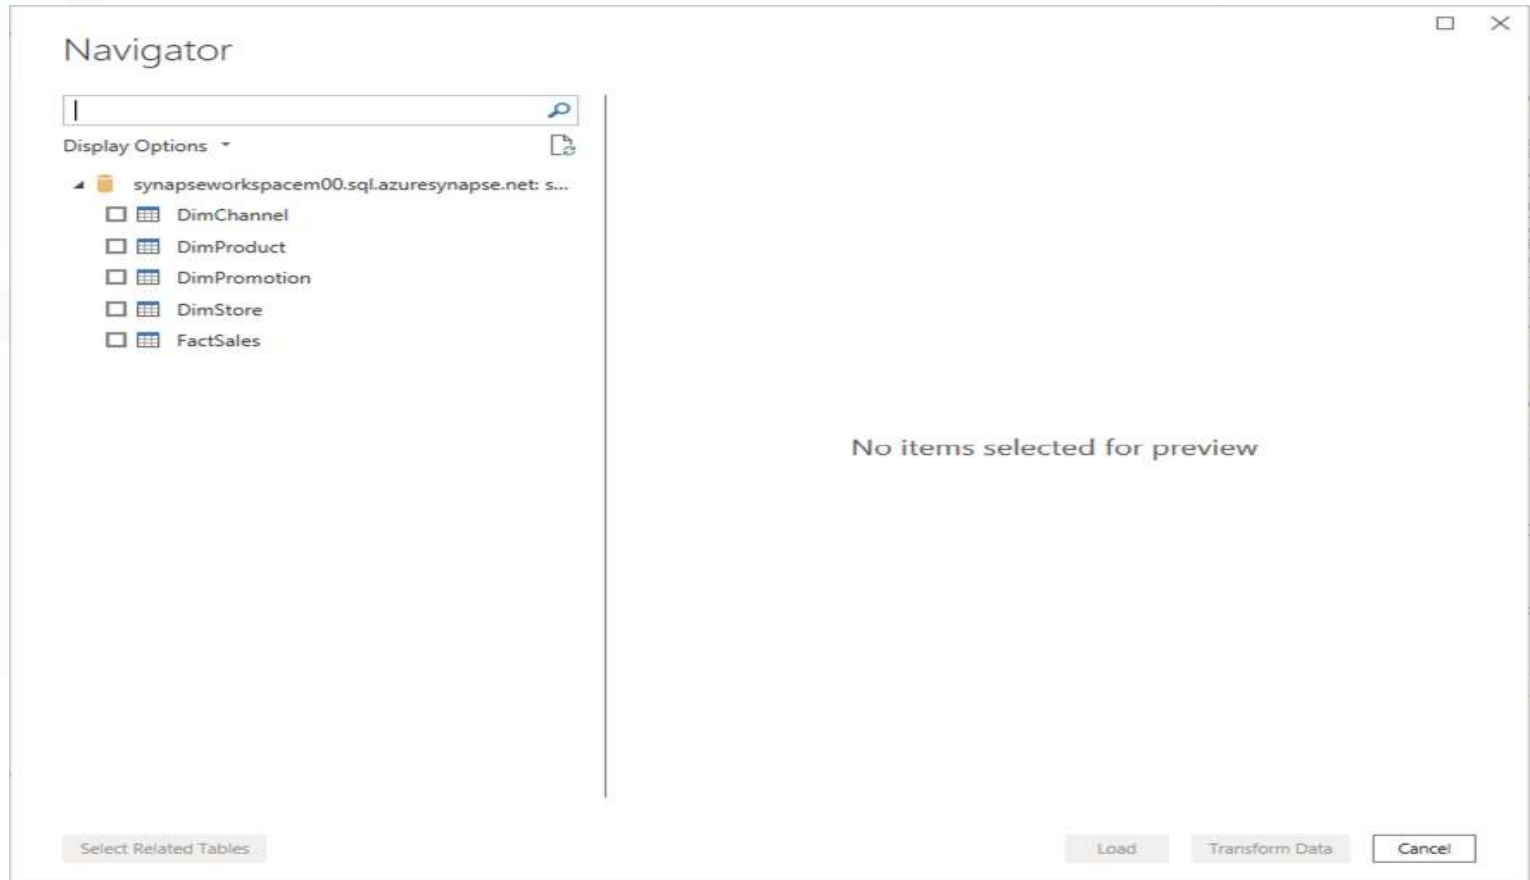 Navigator
Display Options
synapseworkspacem00.sql.azuresynapse.net: s...
DimChannel
DimProduct
DimPromotion
DimStore
FactSales
No items selected for preview
Select Related Tables
Load
Transform Data
Cancel